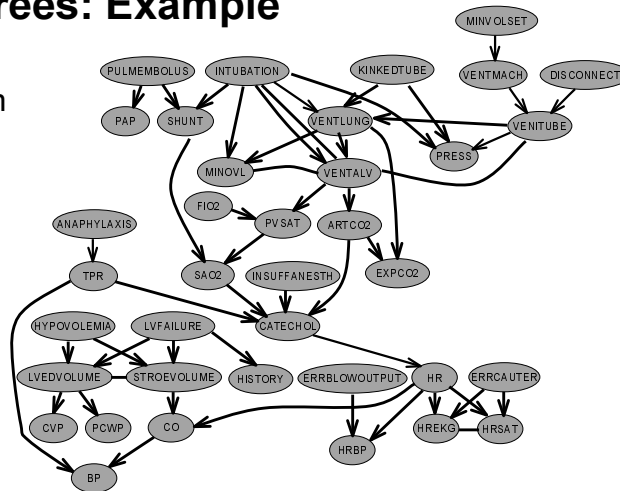 rees: Example
n
MINVOLSET
PULMEMBOLUS INTUBATION KINKEDTUBE VENTMACH DISCONNECT
PAP SHUNT VENTLUNG VENITUBE
PRESS
MINOVL VENTALV
FIO2
ANAPHYLAXIS PVSAT ARTCO2
TPR SAO2 INSUFFANESTH EXPCO2
HYPOVOLEMIA LVFAILURE CATECHOL
LVEDVOLUME STROEVOLUME HISTORY ERRBLOWOUTPUT HR ERRCAUTER
CVP PCWP CO HREKG HRSAT
HRBP
BP